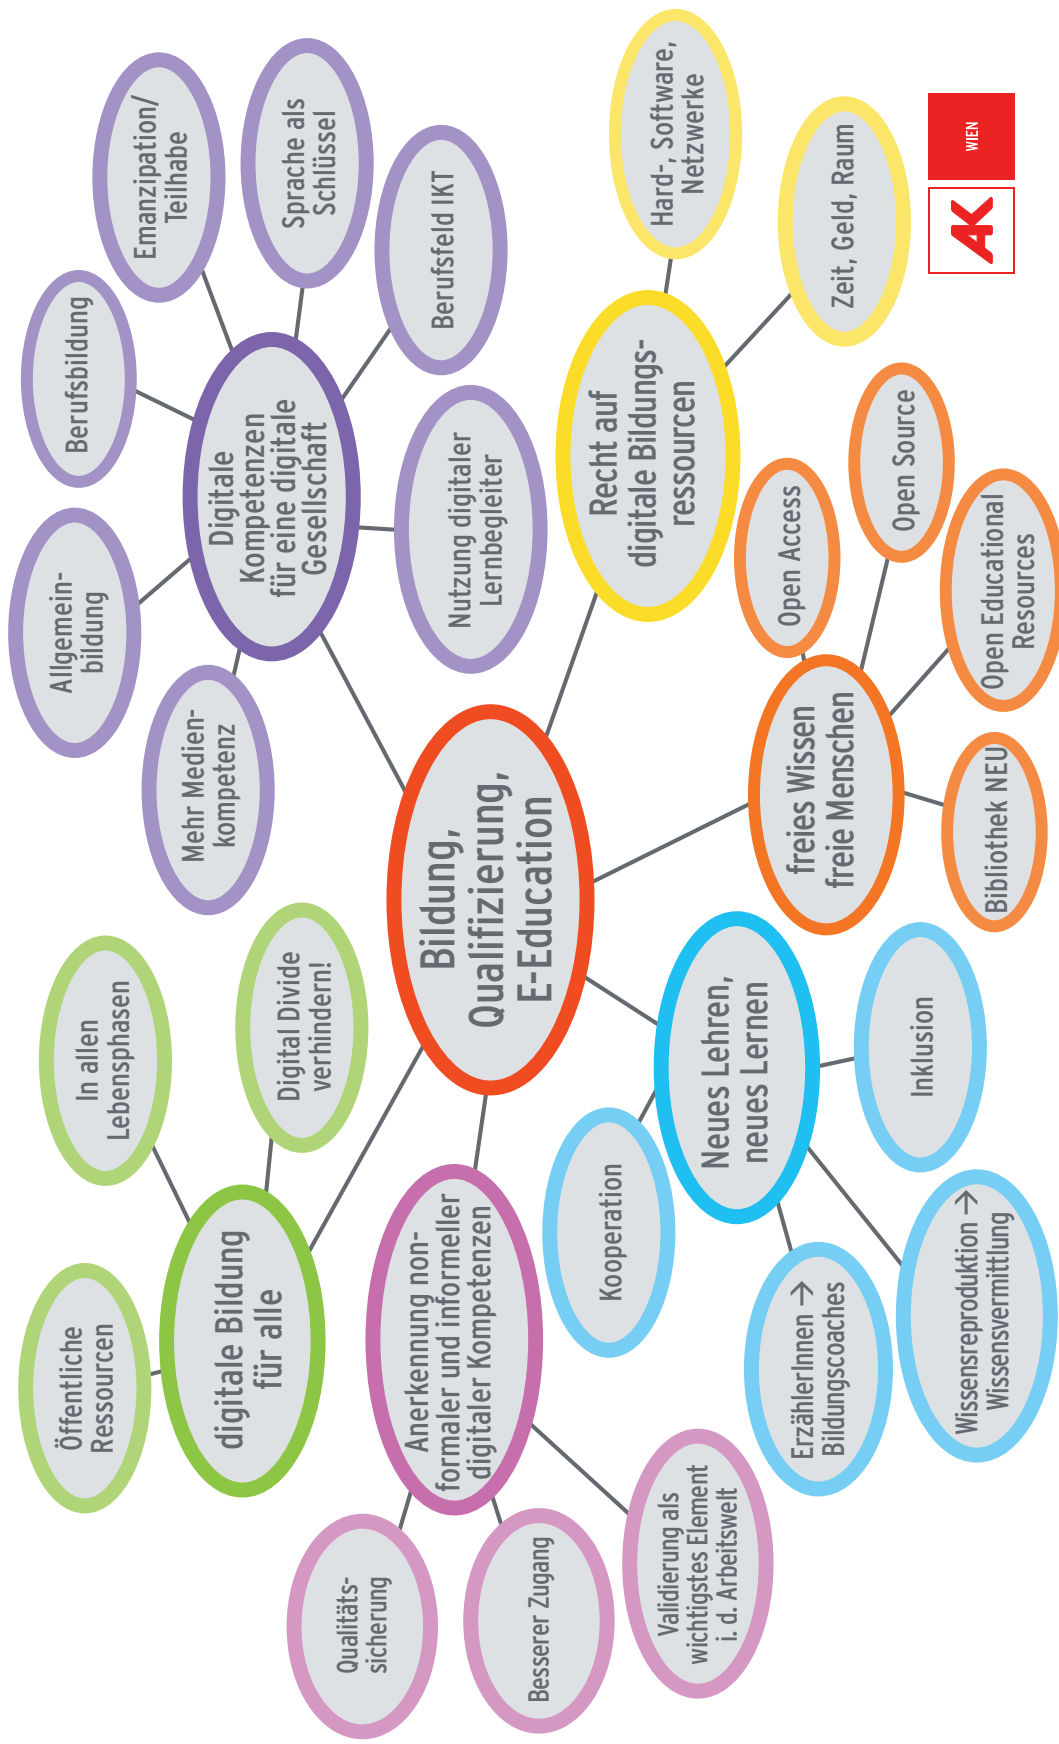 Öffentliche
Ressourcen
In allen
Lebensphasen
Digital Divide
verhindern!
digitale Bildung
für alle
Mehr Medien-
kompetenz
Allgemein-
bildung
Berufsbildung
Emanzipation/
Teilhabe
Sprache als
Schlüssel
Berufsfeld IKT
Nutzung digitaler
Lernbegleiter
Digitale
Kompetenzen
für eine digitale
Gesellschaft
Bildung,
Qualifizierung,
E-Education
Qualitäts-
sicherung
Besserer Zugang
Validierung als
wichtigstes Element
i. d. Arbeitswelt
Anerkennung non-
formaler und informeller
digitaler Kompetenzen
Recht auf
digitale Bildungs-
ressourcen
Hard-, Software,
Netzwerke
Zeit, Geld, Raum
Kooperation
Neues Lehren,
neues Lernen
ErzählerInnen →
Bildungscoaches
Wissensreproduktion →
Wissensvermittlung
Inklusion
freies Wissen
freie Menschen
Open Access
Open Source
Open Educational
Resources
Bibliothek NEU
AK
WIEN